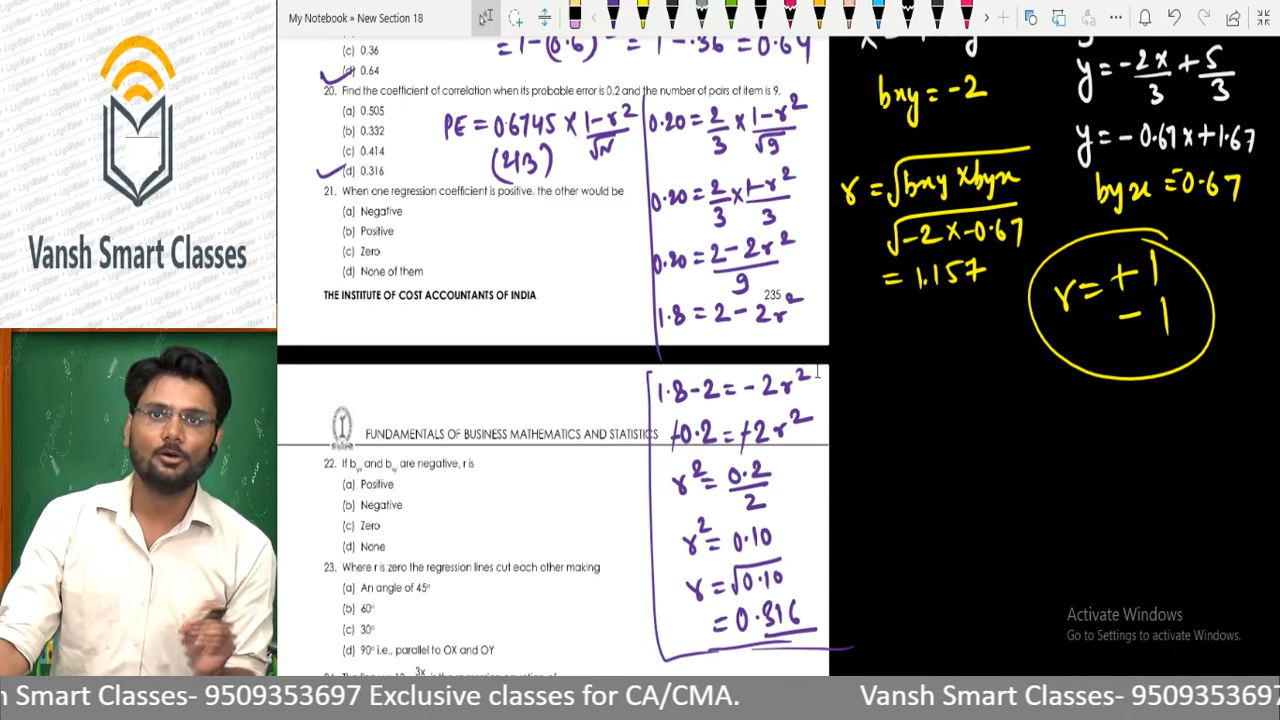 My Notebook » New Section 18
(c) 0.36
(d) 0.64
= 1-(0.6) = 1-.36 = 0.64
20. Find the coefficient of correlation when its probable error is 0.2 and the number of pairs of item is 9.
(a) 0.505
(b) 0.332
(c) 0.414
(d) 0.316
PE = 0.6745 × 1-r²/√N
(2/3)
0.20 = 2/3 × 1-r²/√9
0.20 = 2/3 × 1-r²/3
0.20 = 2-2r²/9
1.8 = 2-2r²
21. When one regression coefficient is positive, the other would be
(a) Negative
(b) Positive
(c) Zero
(d) None of them
THE INSTITUTE OF COST ACCOUNTANTS OF INDIA
235
1.8-2 = -2r²
-0.2 = -2r²
r² = 0.2/2
r² = 0.10
r = √0.10
= 0.316
FUNDAMENTALS OF BUSINESS MATHEMATICS AND STATISTICS
22. If byx and bxy are negative, r is
(a) Positive
(b) Negative
(c) Zero
(d) None
23. Where r is zero the regression lines cut each other making
(a) An angle of 45°
(b) 60°
(c) 30°
(d) 90° i.e., parallel to OX and OY
bxy = -2
y = -2x/3 + 5/3
y = -0.67x+1.67
byx = -0.67
r = √bxy × byx
√-2 × -0.67
= 1.157
r = +1
-1
Vansh Smart Classes
Activate Windows
Go to Settings to activate Windows.
Smart Classes- 9509353697 Exclusive classes for CA/CMA.
Vansh Smart Classes- 950935369